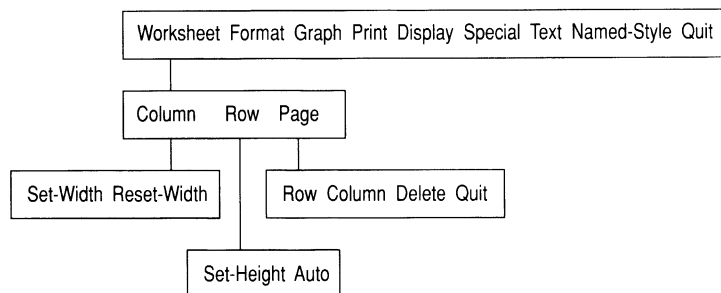 Worksheet Format Graph Print Display Special Text Named-Style Quit
Column Row Page
Set-Width Reset-Width
Row Column Delete Quit
Set-Height Auto